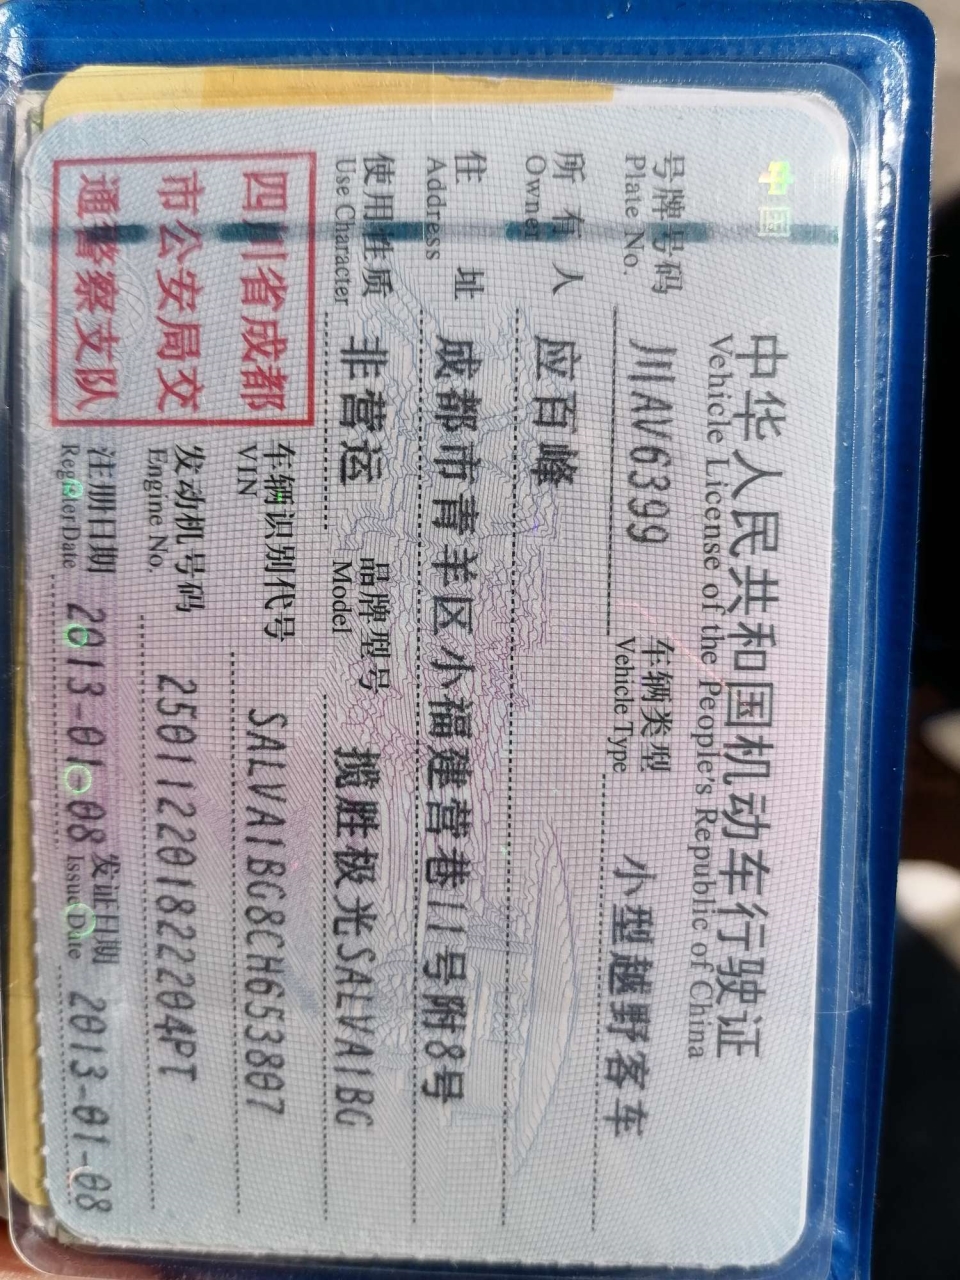 中国
中华人民共和国机动车行驶证
Vehicle License of the People's Republic of China
号牌号码 川AV6399 车辆类型 小型越野客车
Plate No. Vehicle Type
所有人 应百峰
Owner
住址 成都市青羊区小福建营巷11号附8号
Address
使用性质 非营运 品牌型号 揽胜极光SALVA1BG
Use Character Model
四川省成都
市公安局交
通警察支队
车辆识别代号 SALVA1BG8CH653807
VIN
发动机号码 250112201822204PT
Engine No.
注册日期 2013-01-08 发证日期 2013-01-08
Register Date Issue Date